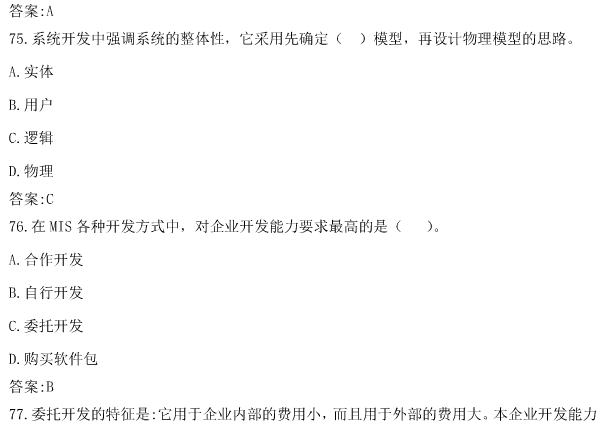 答案:A
75.系统开发中强调系统的整体性，它采用先确定（　）模型，再设计物理模型的思路。
A.实体
B.用户
C.逻辑
D.物理
答案:C
76.在 MIS 各种开发方式中，对企业开发能力要求最高的是（　）。
A.合作开发
B.自行开发
C.委托开发
D.购买软件包
答案:B
77.委托开发的特征是:它用于企业内部的费用小,而且用于外部的费用大。本企业开发能力